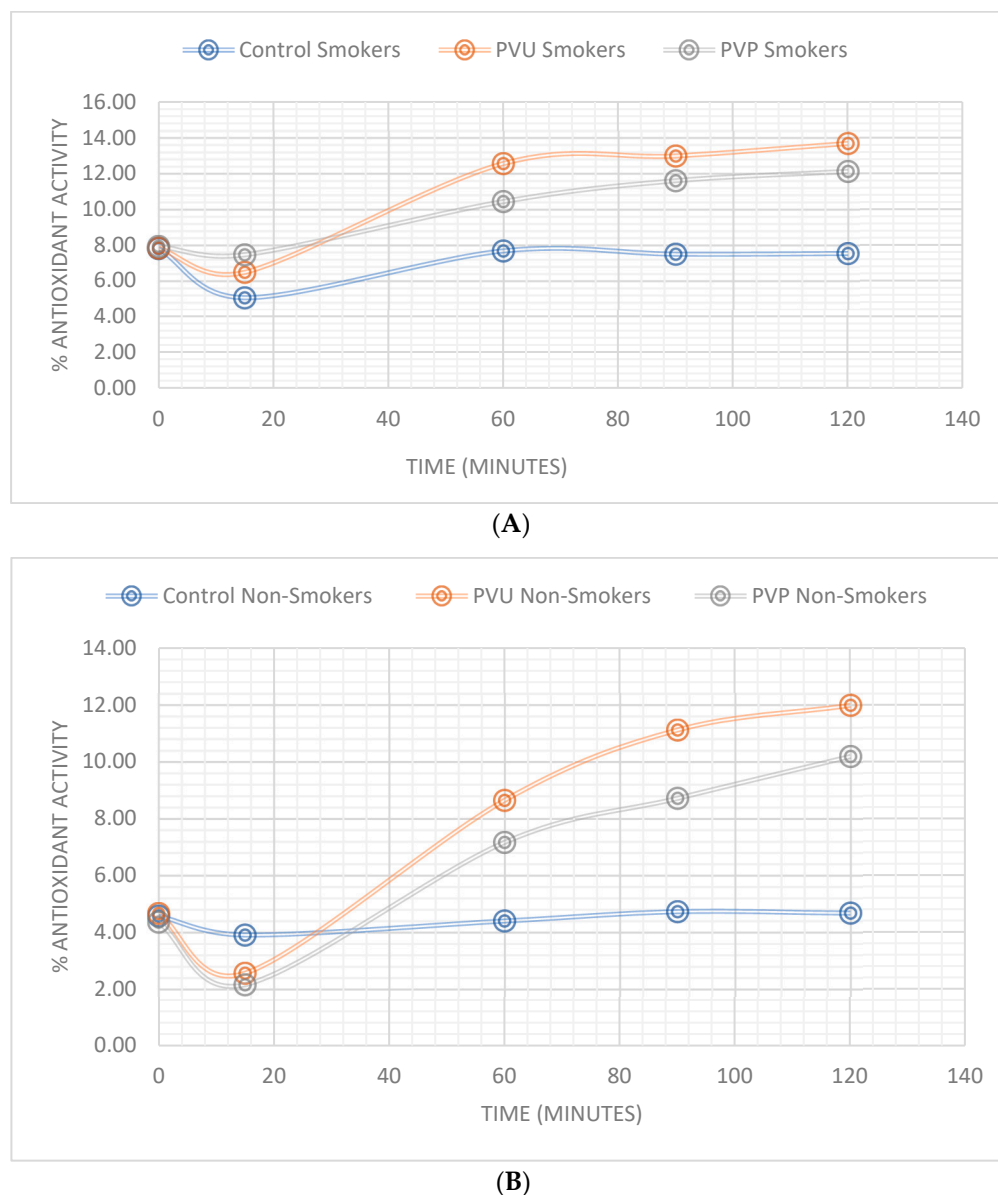 Control Smokers PVU Smokers PVP Smokers
16.00
14.00
12.00
10.00
8.00
6.00
4.00
2.00
0.00
% ANTIOXIDANT ACTIVITY
0 20 40 60 80 100 120 140
TIME (MINUTES)
(A)
Control Non-Smokers PVU Non-Smokers PVP Non-Smokers
14.00
12.00
10.00
8.00
6.00
4.00
2.00
0.00
% ANTIOXIDANT ACTIVITY
0 20 40 60 80 100 120 140
TIME (MINUTES)
(B)